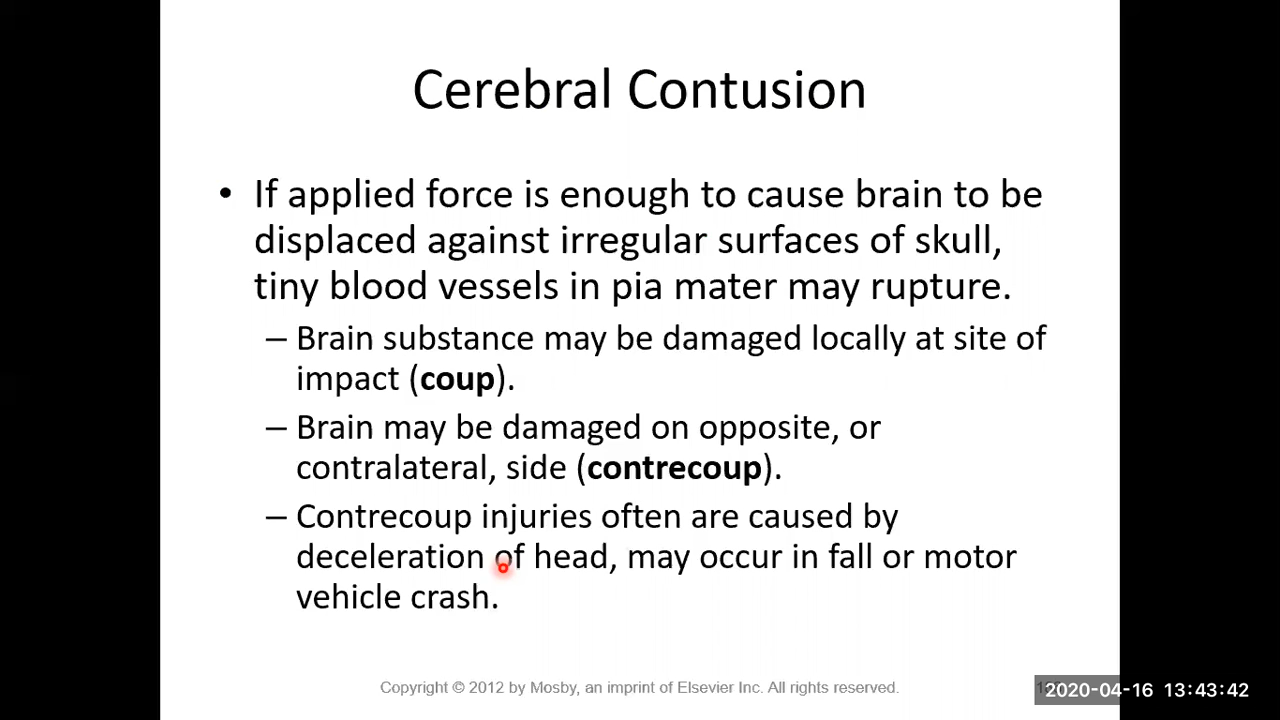 Cerebral Contusion
• If applied force is enough to cause brain to be
displaced against irregular surfaces of skull,
tiny blood vessels in pia mater may rupture.
– Brain substance may be damaged locally at site of
impact (coup).
– Brain may be damaged on opposite, or
contralateral, side (contrecoup).
– Contrecoup injuries often are caused by
deceleration of head, may occur in fall or motor
vehicle crash.
Copyright © 2012 by Mosby, an imprint of Elsevier Inc. All rights reserved.
2020-04-16 13:43:42